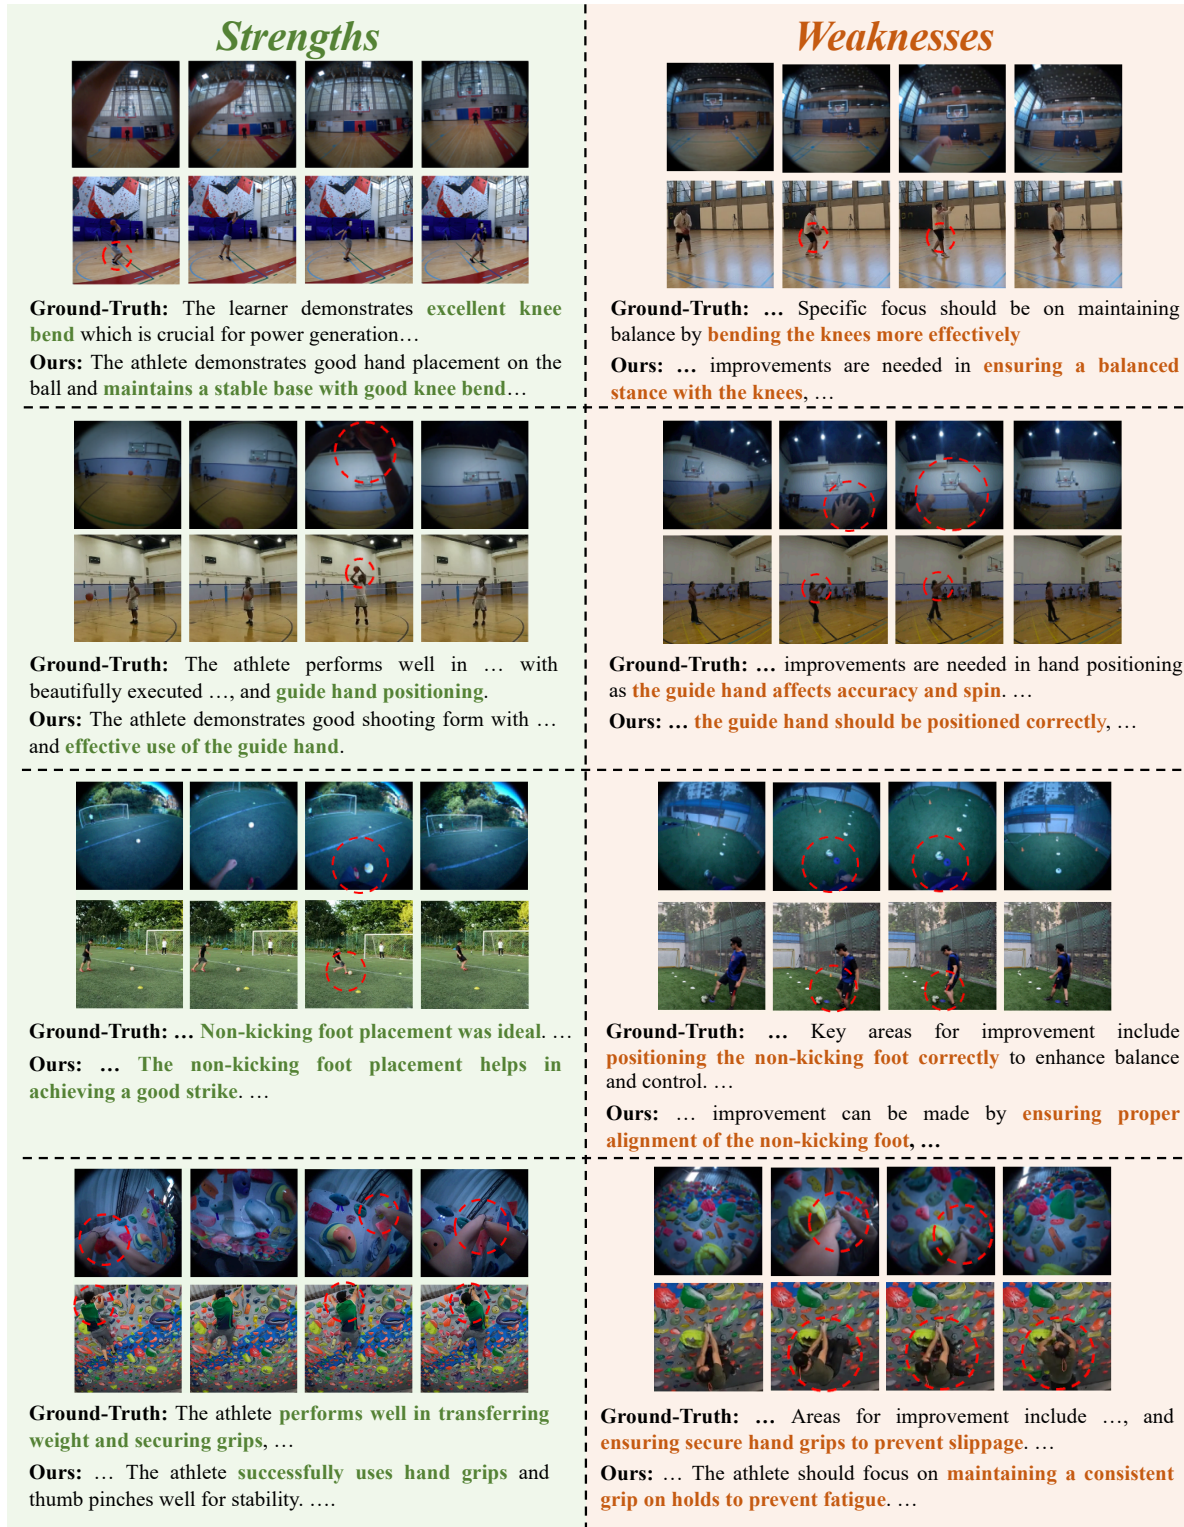 Strengths
Weaknesses
Ground-Truth: The learner demonstrates excellent knee
bend which is crucial for power generation…
Ours: The athlete demonstrates good hand placement on the
ball and maintains a stable base with good knee bend…
Ground-Truth: … Specific focus should be on maintaining
balance by bending the knees more effectively
Ours: … improvements are needed in ensuring a balanced
stance with the knees, …
Ground-Truth: The athlete performs well in … with
beautifully executed …, and guide hand positioning.
Ours: The athlete demonstrates good shooting form with …
and effective use of the guide hand.
Ground-Truth: … improvements are needed in hand positioning
as the guide hand affects accuracy and spin. …
Ours: … the guide hand should be positioned correctly, …
Ground-Truth: … Non-kicking foot placement was ideal. …
Ours: … The non-kicking foot placement helps in
achieving a good strike. …
Ground-Truth: … Key areas for improvement include
positioning the non-kicking foot correctly to enhance balance
and control. …
Ours: … improvement can be made by ensuring proper
alignment of the non-kicking foot, …
Ground-Truth: The athlete performs well in transferring
weight and securing grips, …
Ours: … The athlete successfully uses hand grips and
thumb pinches well for stability. ….
Ground-Truth: … Areas for improvement include …, and
ensuring secure hand grips to prevent slippage. …
Ours: … The athlete should focus on maintaining a consistent
grip on holds to prevent fatigue. …